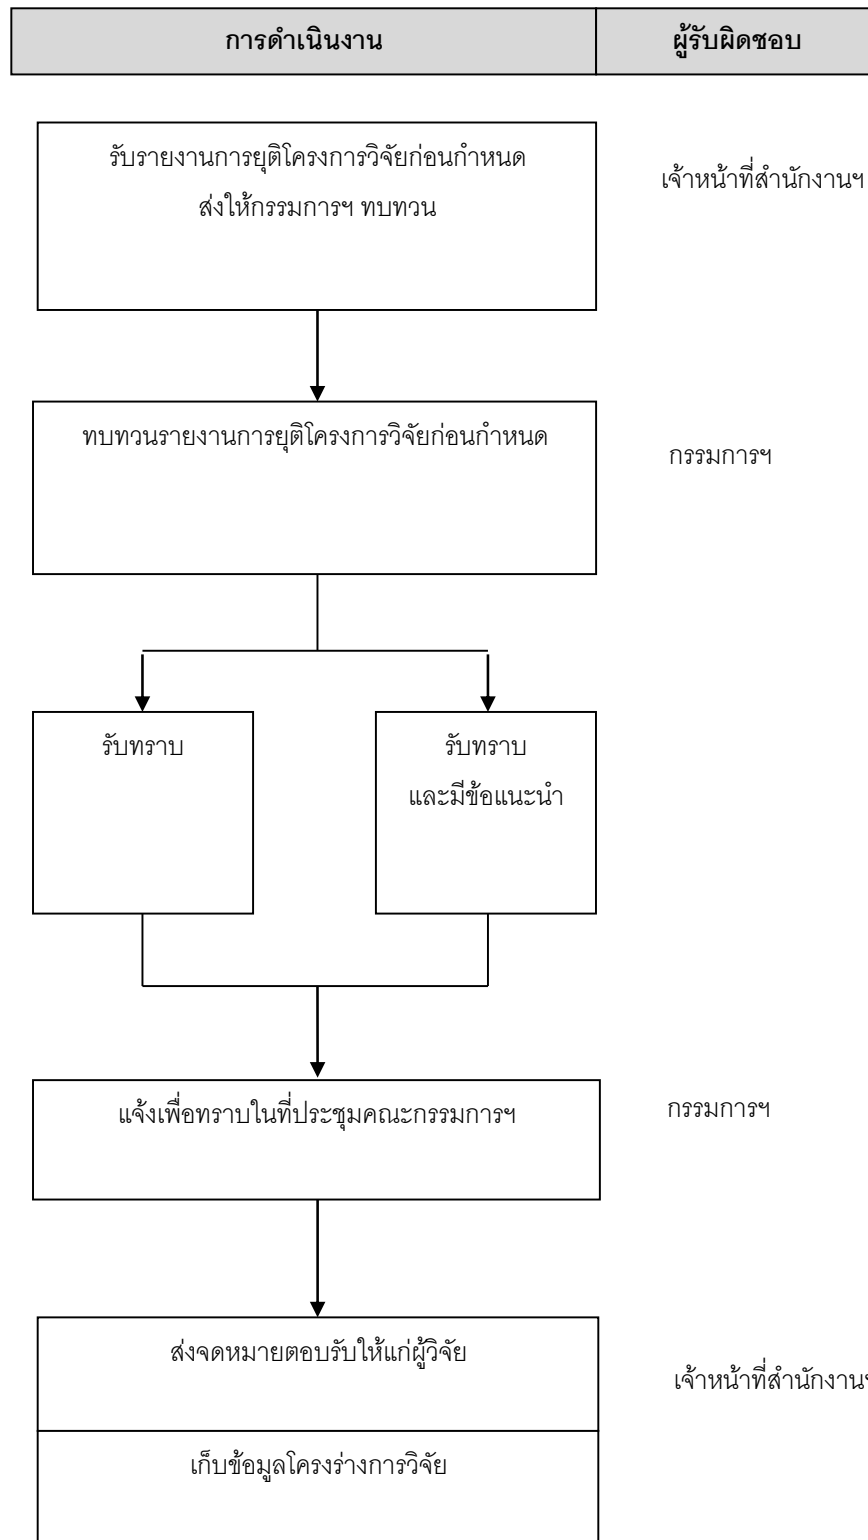 การดำเนินงาน
ผู้รับผิดชอบ
รับรายงานการยุติโครงการวิจัยก่อนกำหนด
ส่งให้กรรมการฯ ทบทวน
เจ้าหน้าที่สำนักงานฯ
ทบทวนรายงานการยุติโครงการวิจัยก่อนกำหนด
กรรมการฯ
รับทราบ
รับทราบ
และมีข้อแนะนำ
แจ้งเพื่อทราบในที่ประชุมคณะกรรมการฯ
กรรมการฯ
ส่งจดหมายตอบรับให้แก่ผู้วิจัย
เจ้าหน้าที่สำนักงานฯ
เก็บข้อมูลโครงร่างการวิจัย